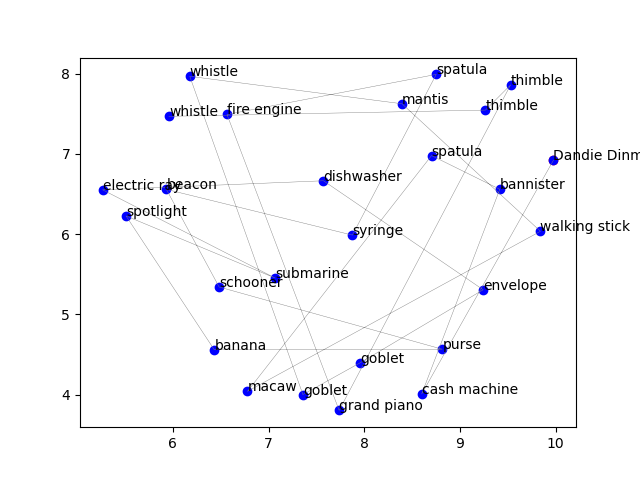 8
whistle
spatula
thimble
mantis
thimble
whistle
fire engine
7
spatula
Dandie Dinm
dishwasher
bannister
electric ray
beacon
spotlight
walking stick
6
syringe
submarine
schooner
envelope
5
banana
goblet
purse
macaw
goblet
cash machine
4
grand piano
6 7 8 9 10